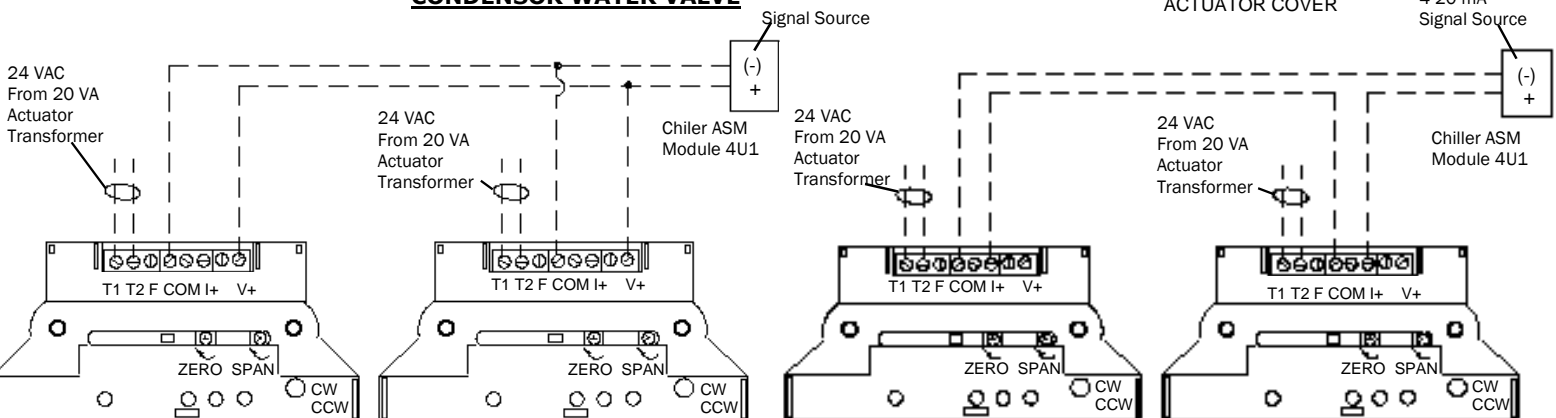 CONDENSOR WATER VALVE
ACTUATOR COVER
4-20 mA
Signal Source
Signal Source
24 VAC
From 20 VA
Actuator
Transformer
(-)
+
24 VAC
From 20 VA
Actuator
Transformer
Chiler ASM
Module 4U1
24 VAC
From 20 VA
Actuator
Transformer
24 VAC
From 20 VA
Actuator
Transformer
(-)
+
Chiller ASM
Module 4U1
T1 T2 F COM I+ V+
T1 T2 F COM I+ V+
T1 T2 F COM I+ V+
T1 T2 F COM I+ V+
ZERO SPAN
ZERO SPAN
ZERO SPAN
ZERO SPAN
CW
CCW
CW
CCW
CW
CCW
CW
CCW